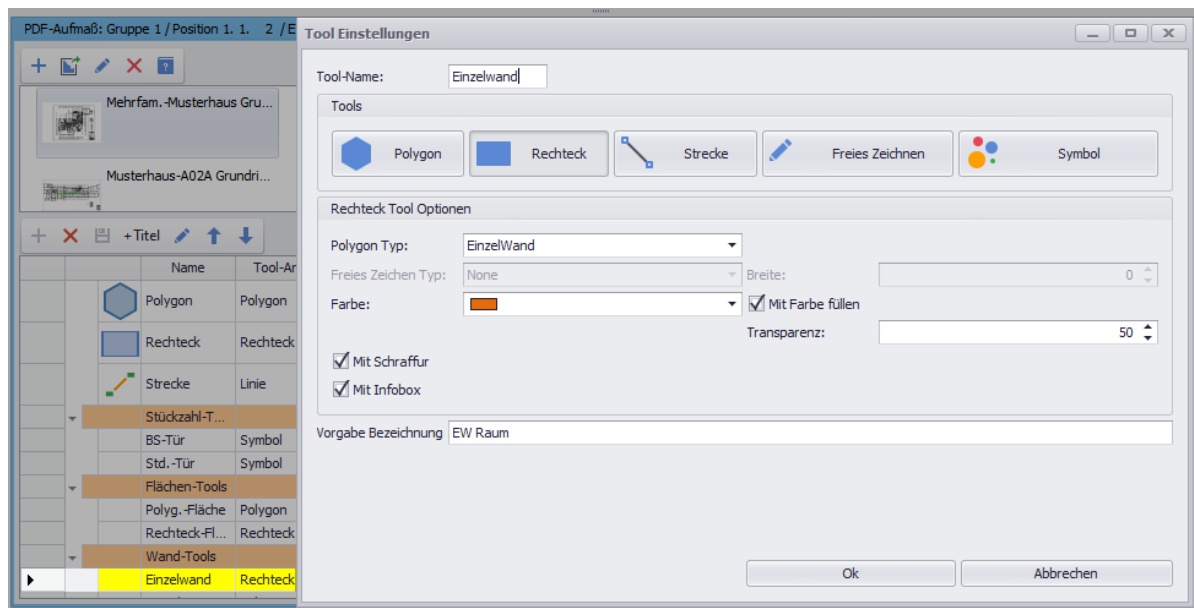 PDF-Aufmaß: Gruppe 1 / Position 1. 1. 2 / E
Mehrfam.-Musterhaus Gru...
Musterhaus-A02A Grundri...
+Titel
Name Tool-Ar
Polygon Polygon
Rechteck Rechteck
Strecke Linie
Stückzahl-T...
BS-Tür Symbol
Std.-Tür Symbol
Flächen-Tools
Polyg.-Fläche Polygon
Rechteck-Fl... Rechteck
Wand-Tools
Einzelwand Rechteck
Tool Einstellungen
Tool-Name: Einzelwand
Tools
Polygon Rechteck Strecke Freies Zeichnen Symbol
Rechteck Tool Optionen
Polygon Typ: EinzelWand
Freies Zeichen Typ: None Breite: 0
Farbe: Mit Farbe füllen
Transparenz: 50
Mit Schraffur
Mit Infobox
Vorgabe Bezeichnung EW Raum
Ok Abbrechen